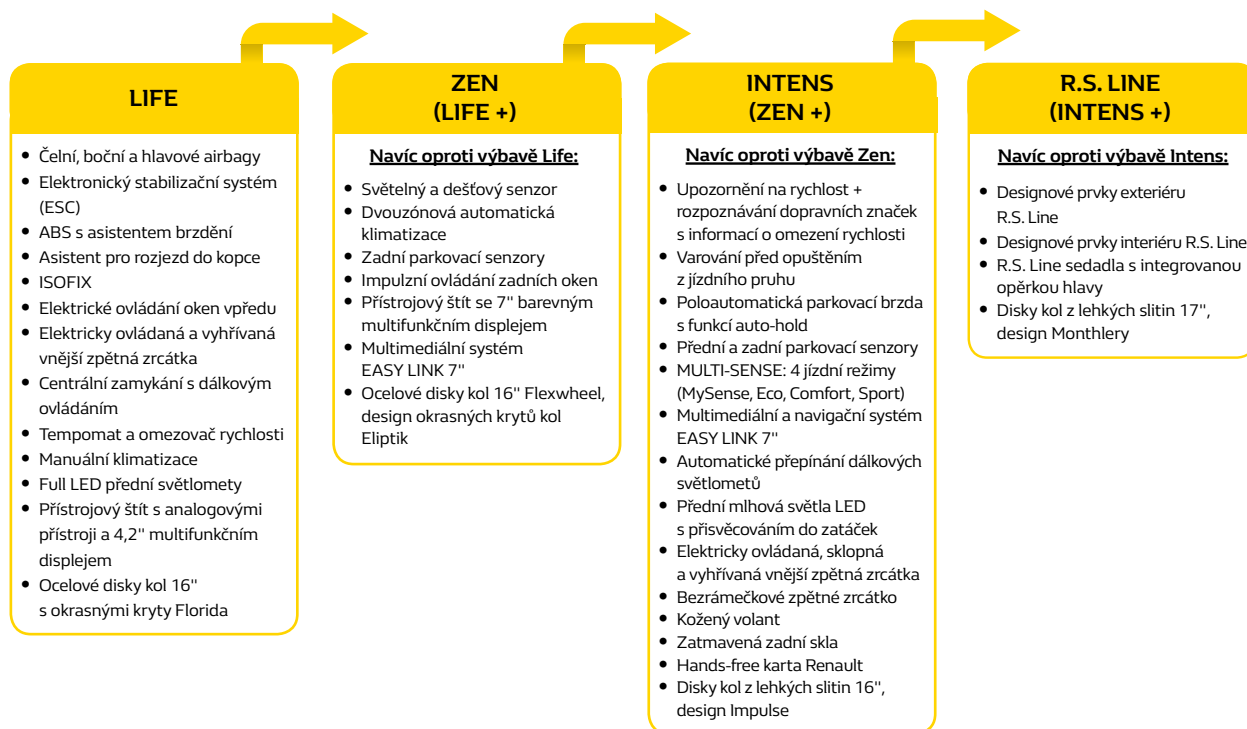 LIFE
• Čelní, boční a hlavové airbagy
• Elektronický stabilizační systém
(ESC)
• ABS s asistentem brzdění
• Asistent pro rozjezd do kopce
• ISOFIX
• Elektrické ovládání oken vpředu
• Elektricky ovládaná a vyhřívaná
vnější zpětná zrcátka
• Centrální zamykání s dálkovým
ovládáním
• Tempomat a omezovač rychlosti
• Manuální klimatizace
• Full LED přední světlomety
• Přístrojový štít s analogovými
přístroji a 4,2" multifunkčním
displejem
• Ocelové disky kol 16"
s okrasnými kryty Florida
ZEN
(LIFE +)
Navíc oproti výbavě Life:
• Světelný a dešťový senzor
• Dvouzónová automatická
klimatizace
• Zadní parkovací senzory
• Impulzní ovládání zadních oken
• Přístrojový štít se 7" barevným
multifunkčním displejem
• Multimediální systém
EASY LINK 7"
• Ocelové disky kol 16" Flexwheel,
design okrasných krytů kol
Eliptik
INTENS
(ZEN +)
Navíc oproti výbavě Zen:
• Upozornění na rychlost +
rozpoznávání dopravních značek
s informací o omezení rychlosti
• Varování před opuštěním
z jízdního pruhu
• Poloautomatická parkovací brzda
s funkcí auto-hold
• Přední a zadní parkovací senzory
• MULTI-SENSE: 4 jízdní režimy
(MySense, Eco, Comfort, Sport)
• Multimediální a navigační systém
EASY LINK 7"
• Automatické přepínání dálkových
světlometů
• Přední mlhová světla LED
s přisvěcováním do zatáček
• Elektricky ovládaná, sklopná
a vyhřívaná vnější zpětná zrcátka
• Bezrámečkové zpětné zrcátko
• Kožený volant
• Zatmavená zadní skla
• Hands-free karta Renault
• Disky kol z lehkých slitin 16",
design Impulse
R.S. LINE
(INTENS +)
Navíc oproti výbavě Intens:
• Designové prvky exteriéru
R.S. Line
• Designové prvky interiéru R.S. Line
• R.S. Line sedadla s integrovanou
opěrkou hlavy
• Disky kol z lehkých slitin 17",
design Monthlery